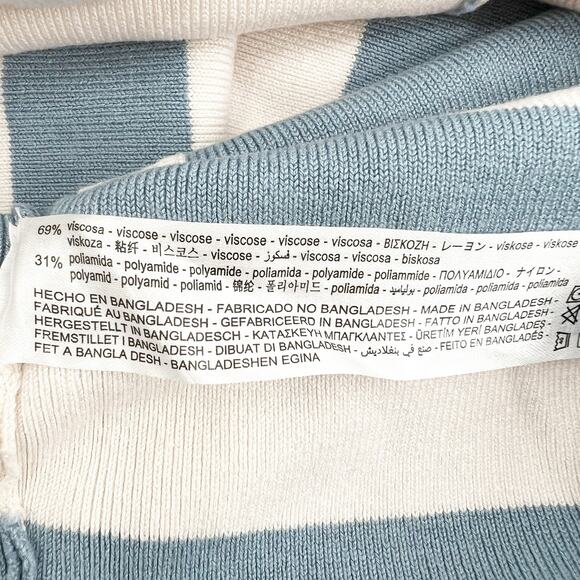 69% viscosa - viscose - viscose - viscose - viscose - viscosa - ΒΙΣΚΟΖΗ - レーヨン - viskose - viskose
viskoza - 粘纤 - 비스코스 - viscose - فسكوز - viscose - viscosa - biskosa
31% poliamida - polyamide - polyamide - poliamida - polyamide - poliammide - ΠΟΛΥΑΜΙΔΙΟ - ナイロン -
polyamid - polyamid - poliamid - 锦纶 - 폴리아미드 - poliamida - بوليامید - poliamida - poliamida - poliamida
HECHO EN BANGLADESH - FABRICADO NO BANGLADESH - MADE IN BANGLADESH -
FABRIQUÉ AU BANGLADESH - GEFABRICEERD IN BANGLADESH - FATTO IN BANGLADESH -
HERGESTELLT IN BANGLADESCH - ΚΑΤΑΣΚΕΥΗ ΜΠΑΓΚΛΑΝΤΕΣ - ÜRETİM YERİ BANGLADEŞ -
FREMSTILLET I BANGLADESH - DIBUAT DI BANGLADESH - صنع في بنغلاديش - FEITO EN BANGLADÉS -
FET A BANGLA DESH - BANGLADESHEN EGINA